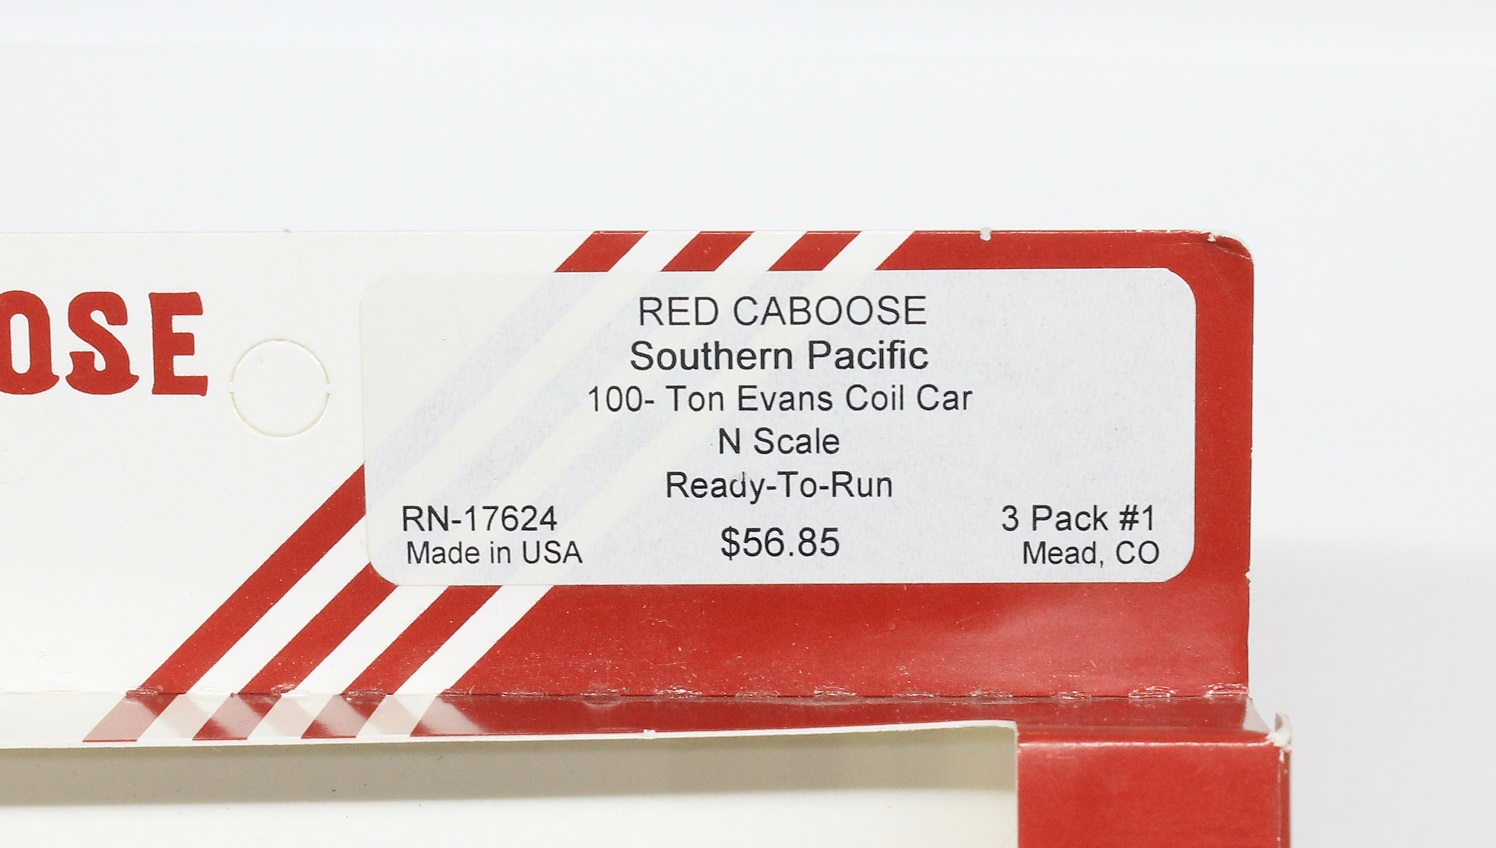 OSE
RED CABOOSE
Southern Pacific
100- Ton Evans Coil Car
N Scale
Ready-To-Run
RN-17624
$56.85
3 Pack #1
Made in USA
Mead, CO